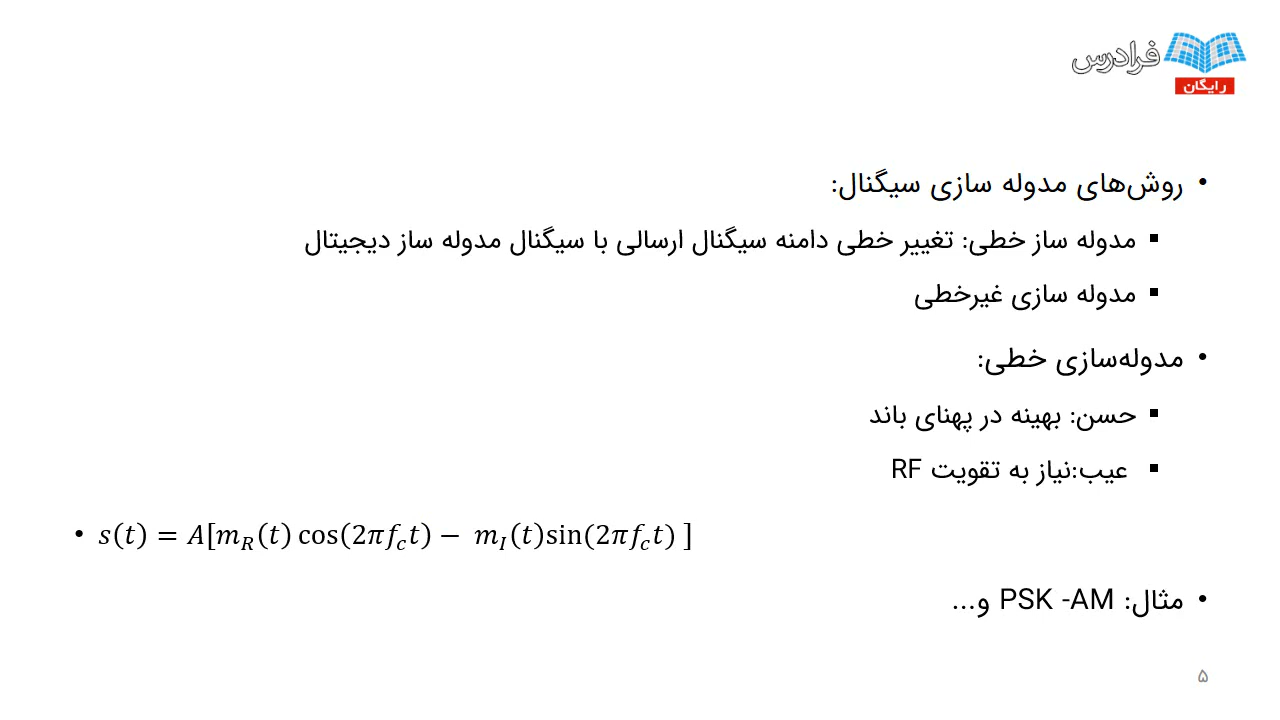 فرادرس
رایگان
• روش‌های مدوله سازی سیگنال:
▪ مدوله ساز خطی: تغییر خطی دامنه سیگنال ارسالی با سیگنال مدوله ساز دیجیتال
▪ مدوله سازی غیرخطی
• مدوله‌سازی خطی:
▪ حسن: بهینه در پهنای باند
▪ عیب:نیاز به تقویت RF
• s(t) = A[m_R(t) cos(2πf_c t) − m_I(t)sin(2πf_c t) ]
• مثال: PSK -AM و...
۵